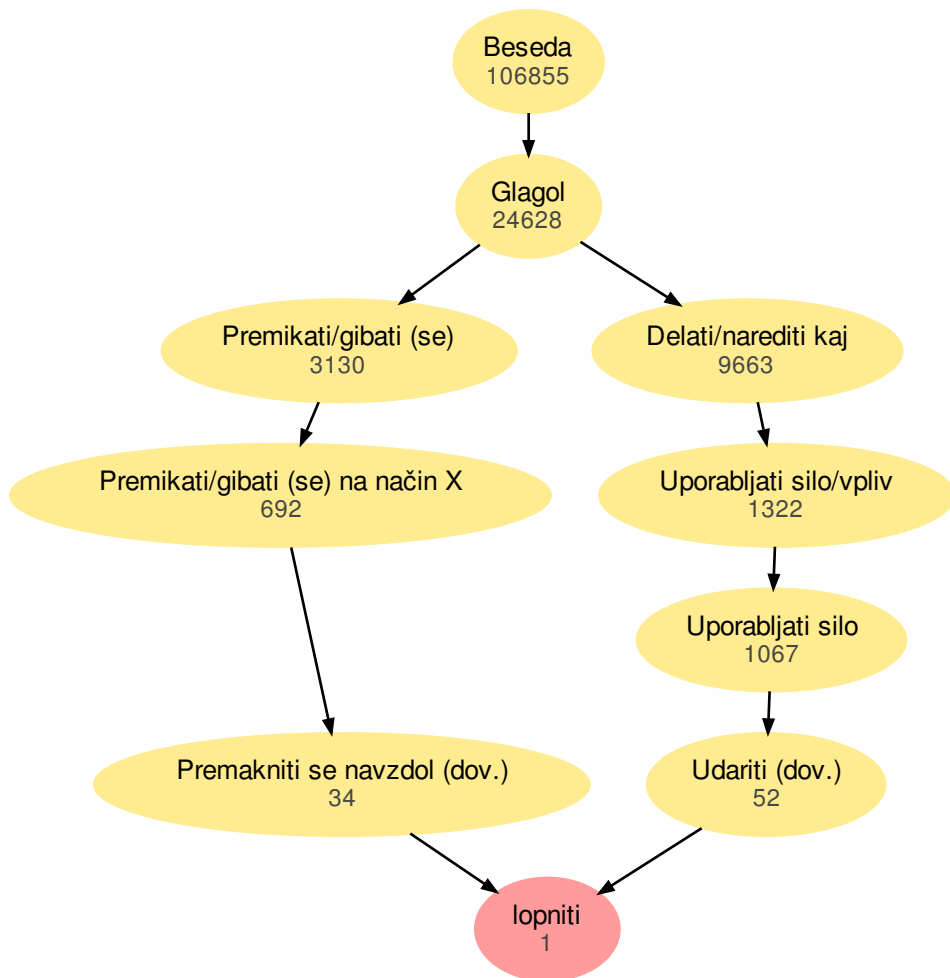 Beseda
106855
Glagol
24628
Premikati/gibati (se)
3130
Delati/narediti kaj
9663
Premikati/gibati (se) na način X
692
Uporabljati silo/vpliv
1322
Uporabljati silo
1067
Premakniti se navzdol (dov.)
34
Udariti (dov.)
52
lopniti
1